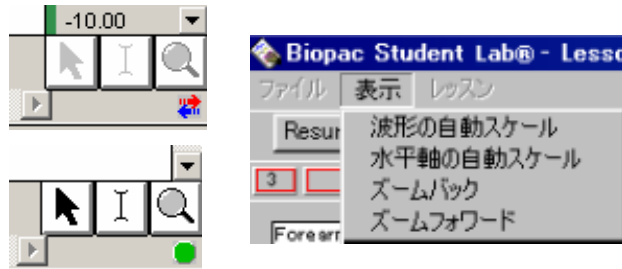 -10.00
Biopac Student Lab® - Lesso
ファイル 表示 レッスン
Resur
波形の自動スケール
水平軸の自動スケール
3
ズームバック
ズームフォワード
Forearr